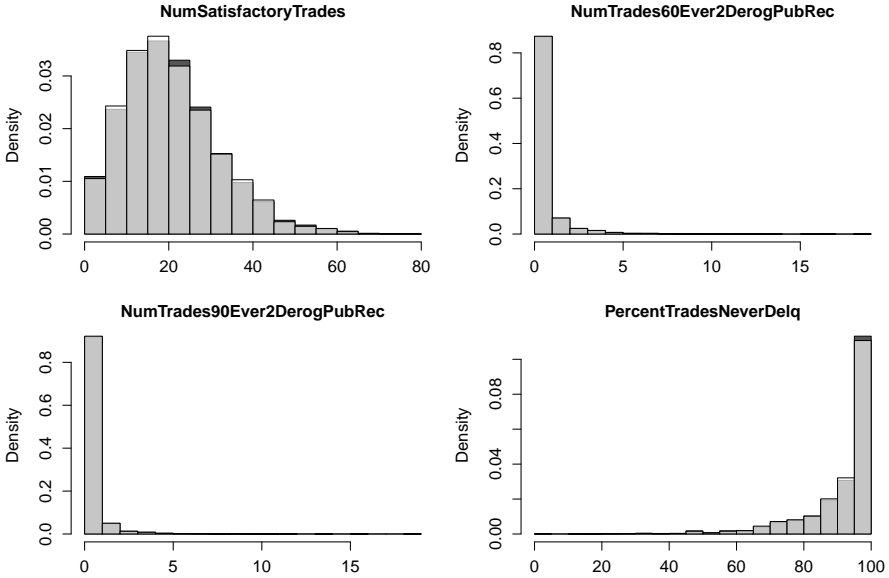 NumSatisfactoryTrades
NumTrades60Ever2DerogPubRec
Density
0.00 0.01 0.02 0.03
0 20 40 60 80
Density
0.0 0.2 0.4 0.6 0.8
0 5 10 15
NumTrades90Ever2DerogPubRec
PercentTradesNeverDelq
Density
0.0 0.2 0.4 0.6 0.8
0 5 10 15
Density
0.00 0.04 0.08
0 20 40 60 80 100